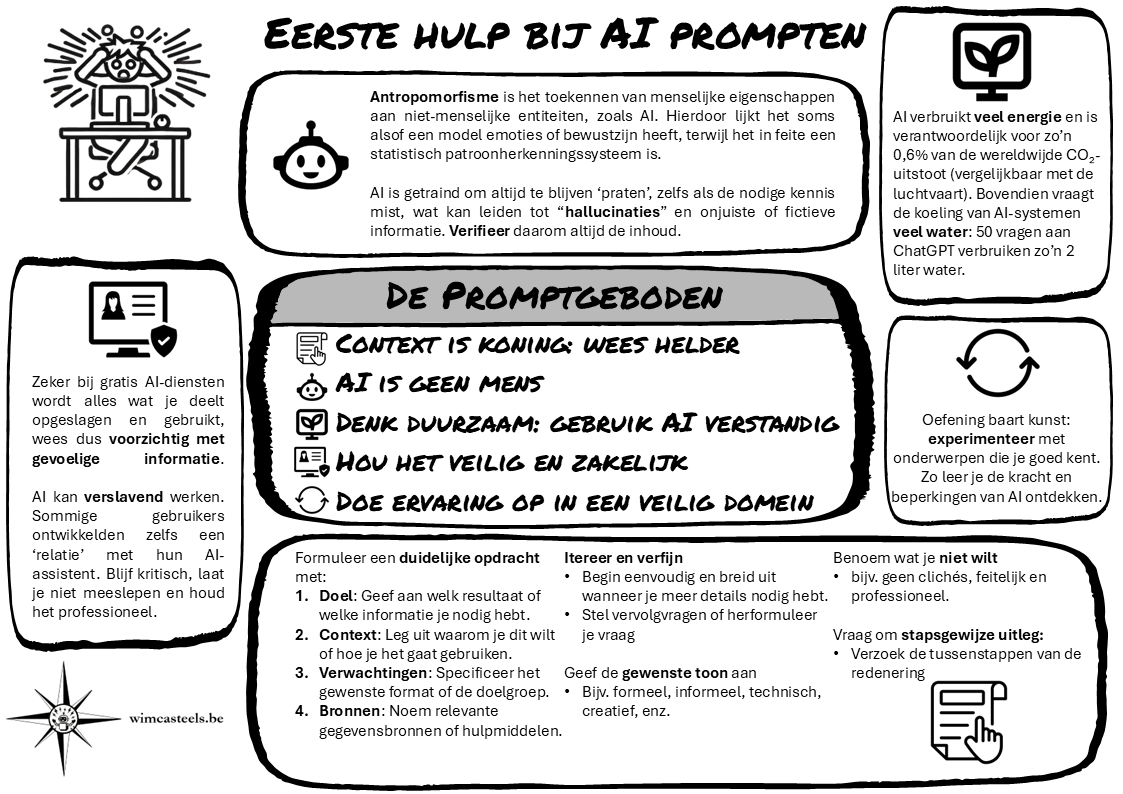 EERSTE HULP BIJ AI PROMPTEN
Antropomorfisme is het toekennen van menselijke eigenschappen
aan niet-menselijke entiteiten, zoals AI. Hierdoor lijkt het soms
alsof een model emoties of bewustzijn heeft, terwijl het in feite een
statistisch patroonherkenningssysteem is.
AI is getraind om altijd te blijven ‘praten’, zelfs als de nodige kennis
mist, wat kan leiden tot “hallucinaties” en onjuiste of fictieve
informatie. Verifieer daarom altijd de inhoud.
AI verbruikt veel energie en is
verantwoordelijk voor zo’n
0,6% van de wereldwijde CO₂-
uitstoot (vergelijkbaar met de
luchtvaart). Bovendien vraagt
de koeling van AI-systemen
veel water: 50 vragen aan
ChatGPT verbruiken zo’n 2
liter water.
Zeker bij gratis AI-diensten
wordt alles wat je deelt
opgeslagen en gebruikt,
wees dus voorzichtig met
gevoelige informatie.
AI kan verslavend werken.
Sommige gebruikers
ontwikkelden zelfs een
‘relatie’ met hun AI-
assistent. Blijf kritisch, laat
je niet meeslepen en houd
het professioneel.
DE PROMPTGEBODEN
CONTEXT IS KONING: WEES HELDER
AI IS GEEN MENS
DENK DUURZAAM: GEBRUIK AI VERSTANDIG
HOU HET VEILIG EN ZAKELIJK
DOE ERVARING OP IN EEN VEILIG DOMEIN
Oefening baart kunst:
experimenteer met
onderwerpen die je goed kent.
Zo leer je de kracht en
beperkingen van AI ontdekken.
Formuleer een duidelijke opdracht
met:
1. Doel: Geef aan welk resultaat of
welke informatie je nodig hebt.
2. Context: Leg uit waarom je dit wilt
of hoe je het gaat gebruiken.
3. Verwachtingen: Specificeer het
gewenste format of de doelgroep.
4. Bronnen: Noem relevante
gegevensbronnen of hulpmiddelen.
Itereer en verfijn
• Begin eenvoudig en breid uit
wanneer je meer details nodig hebt.
• Stel vervolgvragen of herformuleer
je vraag
Geef de gewenste toon aan
• Bijv. formeel, informeel, technisch,
creatief, enz.
Benoem wat je niet wilt
• bijv. geen clichés, feitelijk en
professioneel.
Vraag om stapsgewijze uitleg:
• Verzoek de tussenstappen van de
redenering
wimcasteels.be